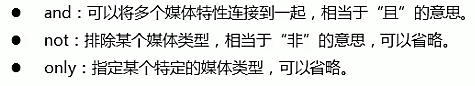 ● and：可以将多个媒体特性连接到一起，相当于“且”的意思。
● not：排除某个媒体类型，相当于“非”的意思，可以省略。
● only：指定某个特定的媒体类型，可以省略。